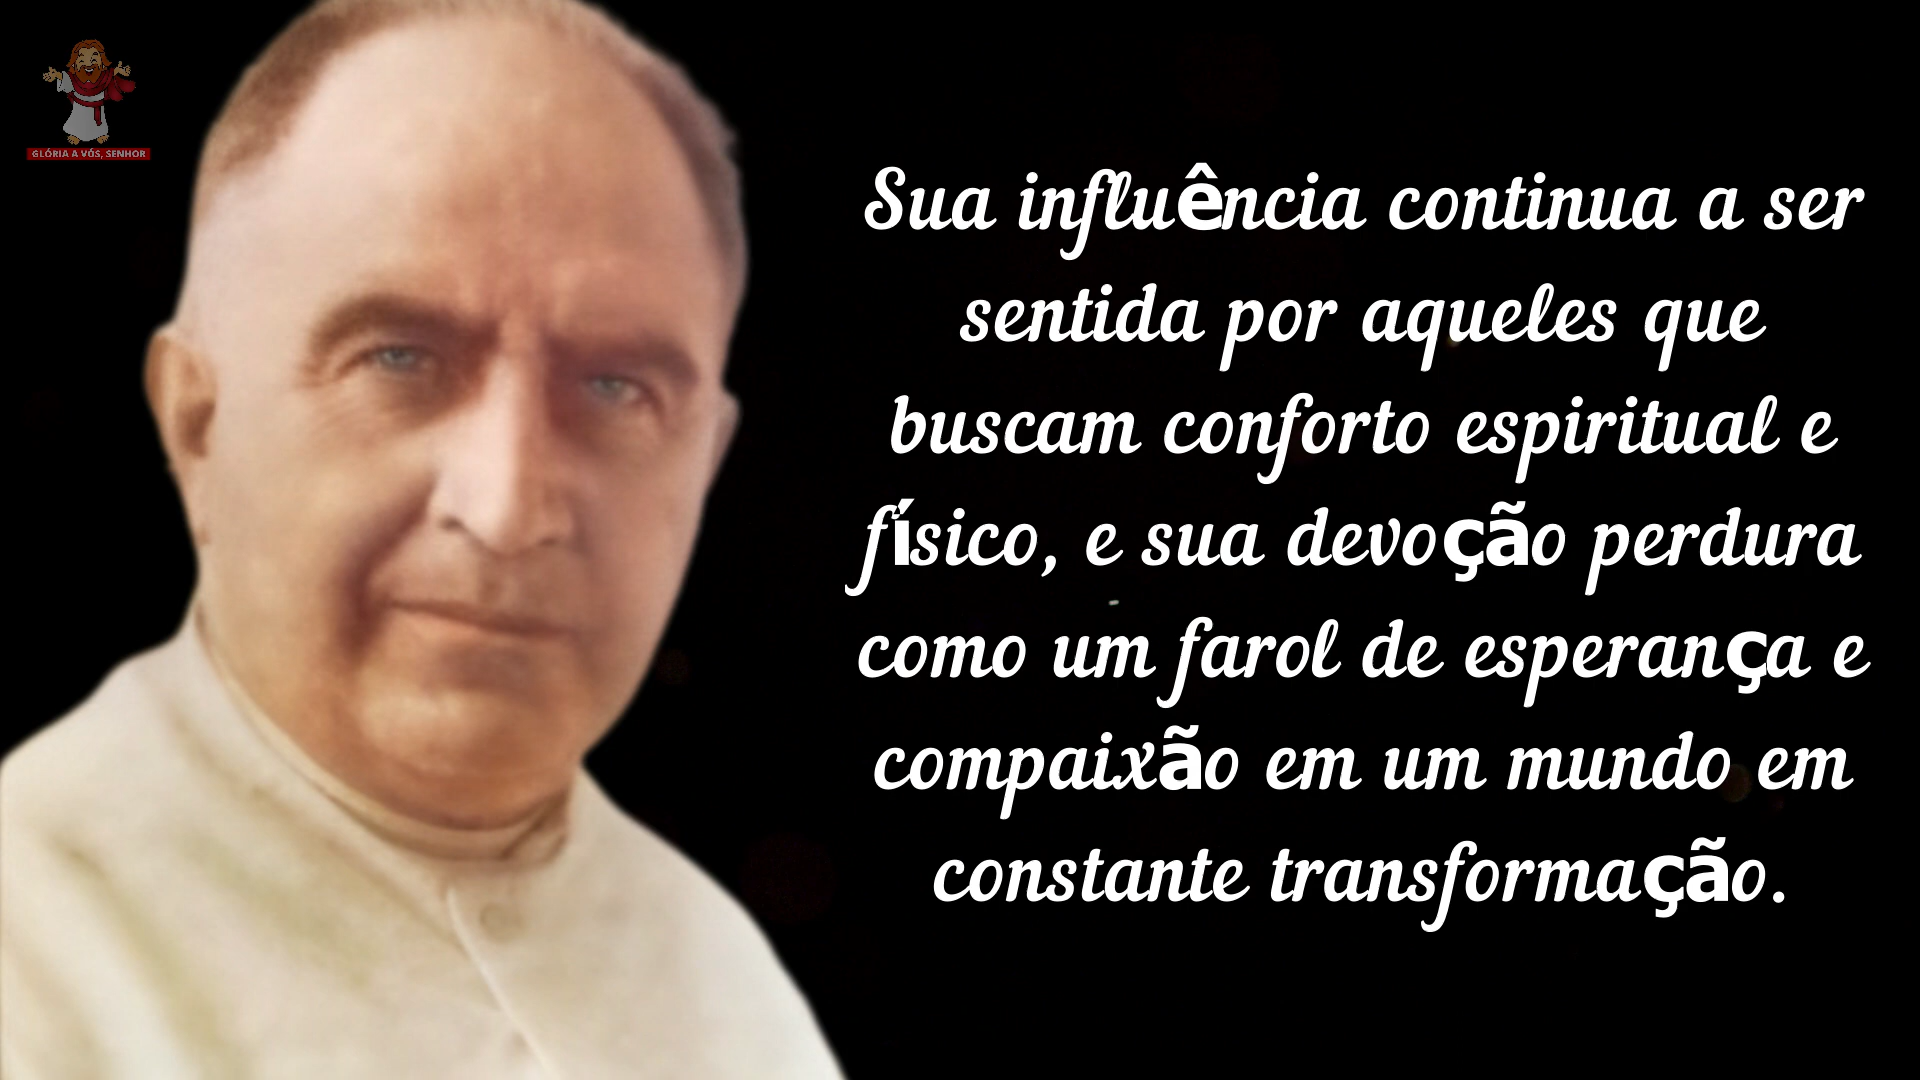 GLÓRIA A VÓS, SENHOR
Sua influência continua a ser
sentida por aqueles que
buscam conforto espiritual e
físico, e sua devoção perdura
como um farol de esperança e
compaixão em um mundo em
constante transformação.